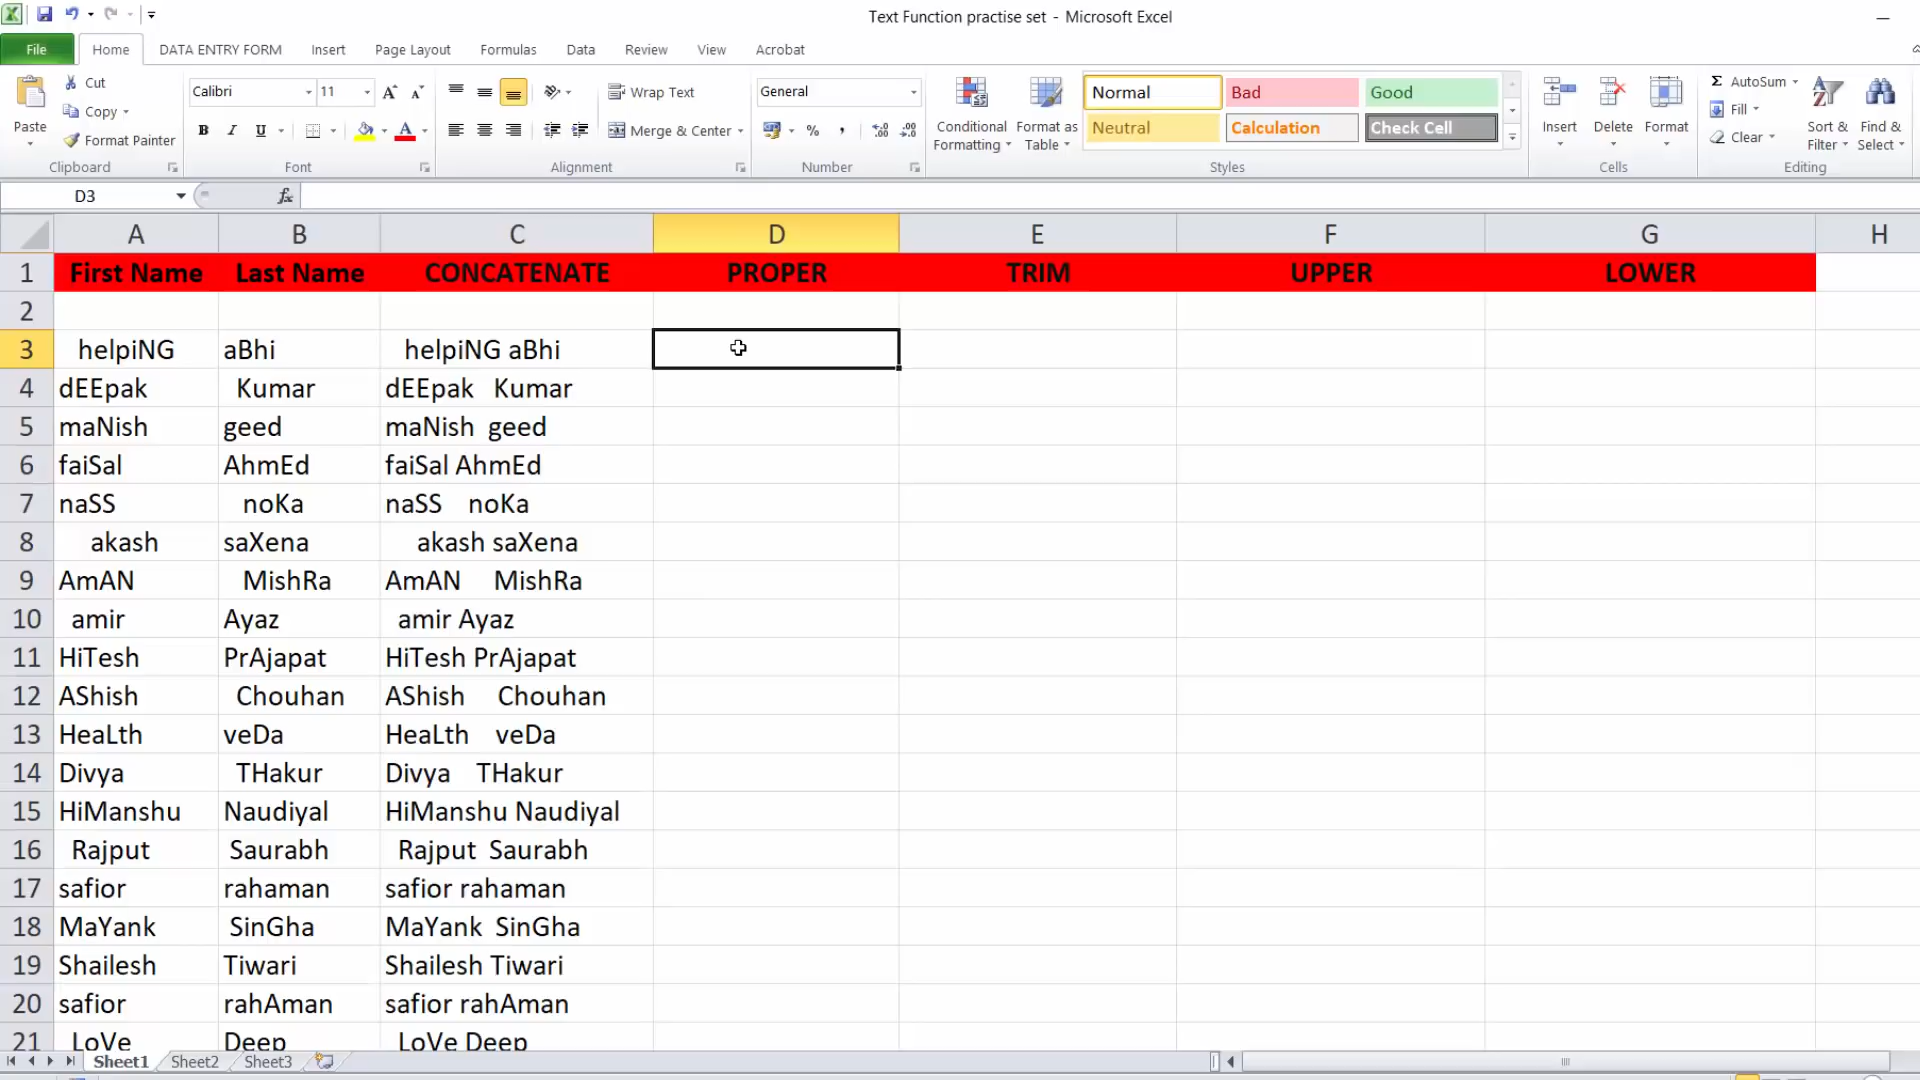 Text Function practise set - Microsoft Excel
File Home DATA ENTRY FORM Insert Page Layout Formulas Data Review View Acrobat
Paste Cut Copy Format Painter Clipboard
Calibri 11 B I U Font
Wrap Text Merge & Center Alignment
General % , Number
Conditional Formatting Format as Table
Normal Bad Good
Neutral Calculation Check Cell
Styles
Insert Delete Format Cells
Σ AutoSum Fill Clear Sort & Filter Find & Select Editing
D3 fx
A B C D E F G H
1 First Name Last Name CONCATENATE PROPER TRIM UPPER LOWER
2
3 helpiNG aBhi helpiNG aBhi
4 dEEpak Kumar dEEpak Kumar
5 maNish geed maNish geed
6 faiSal AhmEd faiSal AhmEd
7 naSS noKa naSS noKa
8 akash saXena akash saXena
9 AmAN MishRa AmAN MishRa
10 amir Ayaz amir Ayaz
11 HiTesh PrAjapat HiTesh PrAjapat
12 AShish Chouhan AShish Chouhan
13 HeaLth veDa HeaLth veDa
14 Divya THakur Divya THakur
15 HiManshu Naudiyal HiManshu Naudiyal
16 Rajput Saurabh Rajput Saurabh
17 safior rahaman safior rahaman
18 MaYank SinGha MaYank SinGha
19 Shailesh Tiwari Shailesh Tiwari
20 safior rahAman safior rahAman
21 LoVe Deep LoVe Deep
Sheet1 Sheet2 Sheet3